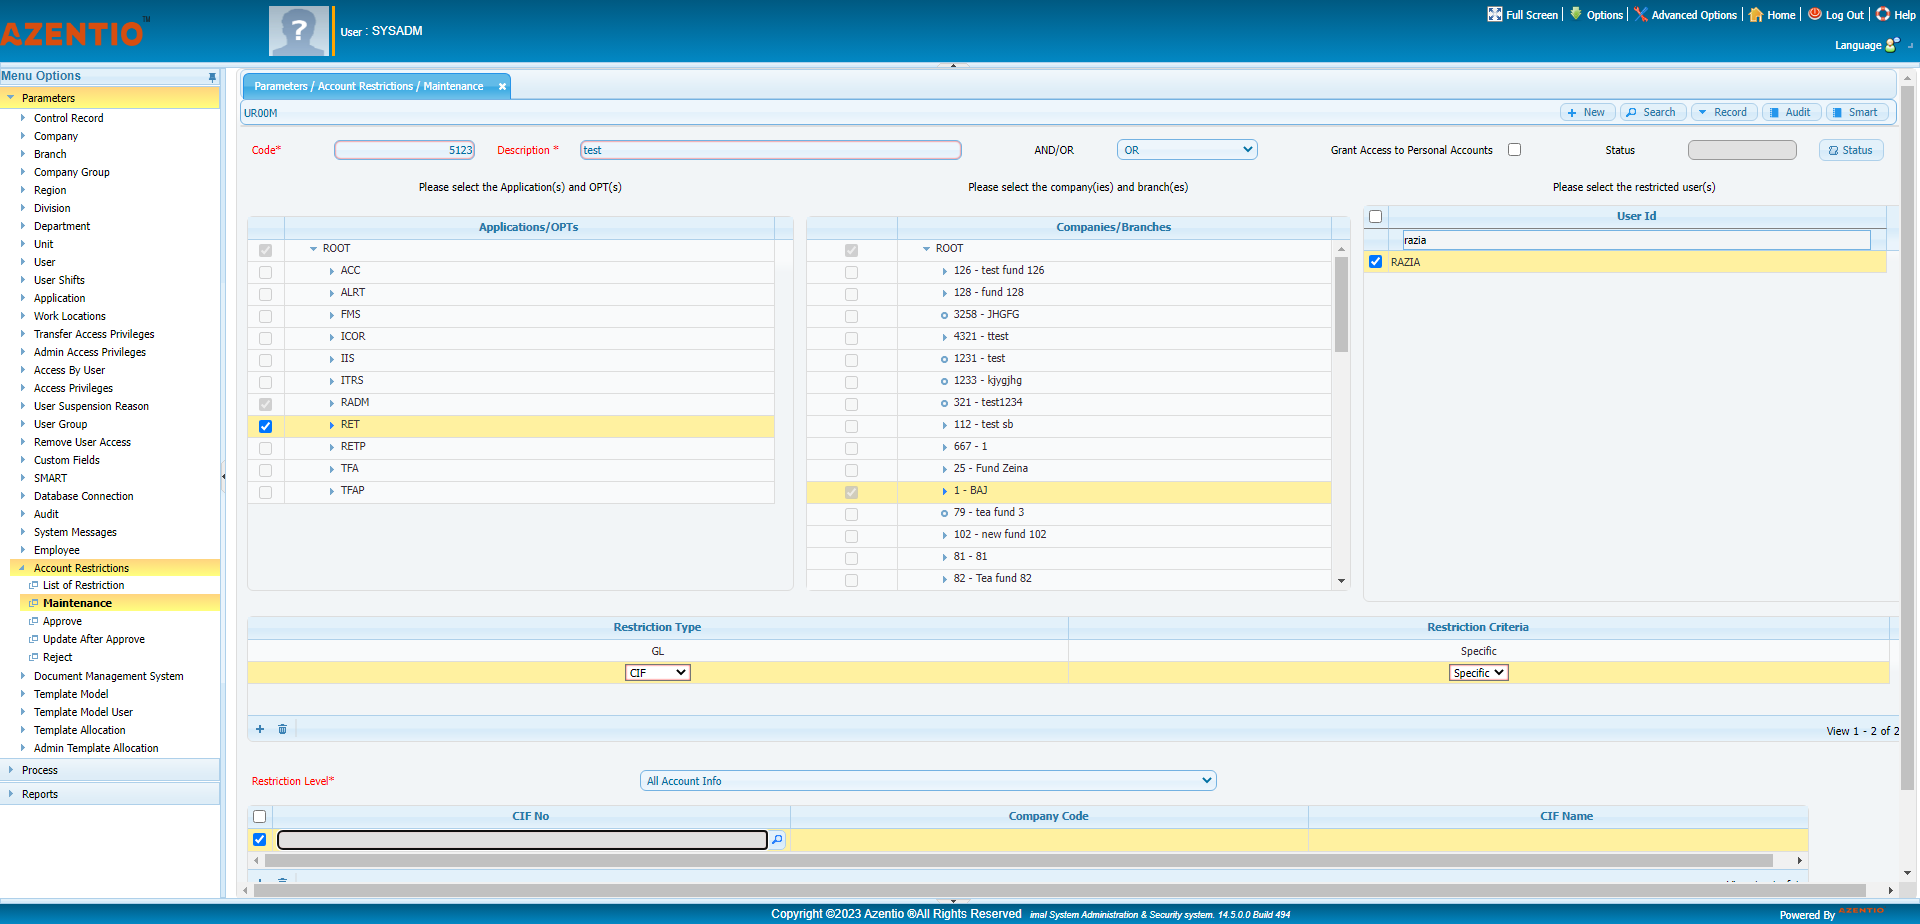 AZENTIO™
User : SYSADM
Full Screen
Options
Advanced Options
Home
Log Out
Help
Language
Menu Options
Parameters
Control Record
Company
Branch
Company Group
Region
Division
Department
Unit
User
User Shifts
Application
Work Locations
Transfer Access Privileges
Admin Access Privileges
Access By User
Access Privileges
User Suspension Reason
User Group
Remove User Access
Custom Fields
SMART
Database Connection
Audit
System Messages
Employee
Account Restrictions
List of Restriction
Maintenance
Approve
Update After Approve
Reject
Document Management System
Template Model
Template Model User
Template Allocation
Admin Template Allocation
Process
Reports
Parameters / Account Restrictions / Maintenance
UR00M
New
Search
Record
Audit
Smart
Code* 5123
Description * test
AND/OR OR
Grant Access to Personal Accounts
Status
Status
Please select the Application(s) and OPT(s)
Applications/OPTs
ROOT
ACC
ALRT
FMS
ICOR
IIS
ITRS
RADM
RET
RETP
TFA
TFAP
Please select the company(ies) and branch(es)
Companies/Branches
ROOT
126 - test fund 126
128 - fund 128
3258 - JHGFG
4321 - ttest
1231 - test
1233 - kjygjhg
321 - test1234
112 - test sb
667 - 1
25 - Fund Zeina
1 - BAJ
79 - tea fund 3
102 - new fund 102
81 - 81
82 - Tea fund 82
Please select the restricted user(s)
User Id
razia
RAZIA
Restriction Type Restriction Criteria
GL Specific
CIF Specific
View 1 - 2 of 2
Restriction Level* All Account Info
CIF No Company Code CIF Name
Copyright ©2023 Azentio ®All Rights Reserved imal System Administration & Security system. 14.5.0.0 Build 494
Powered By AZENTIO